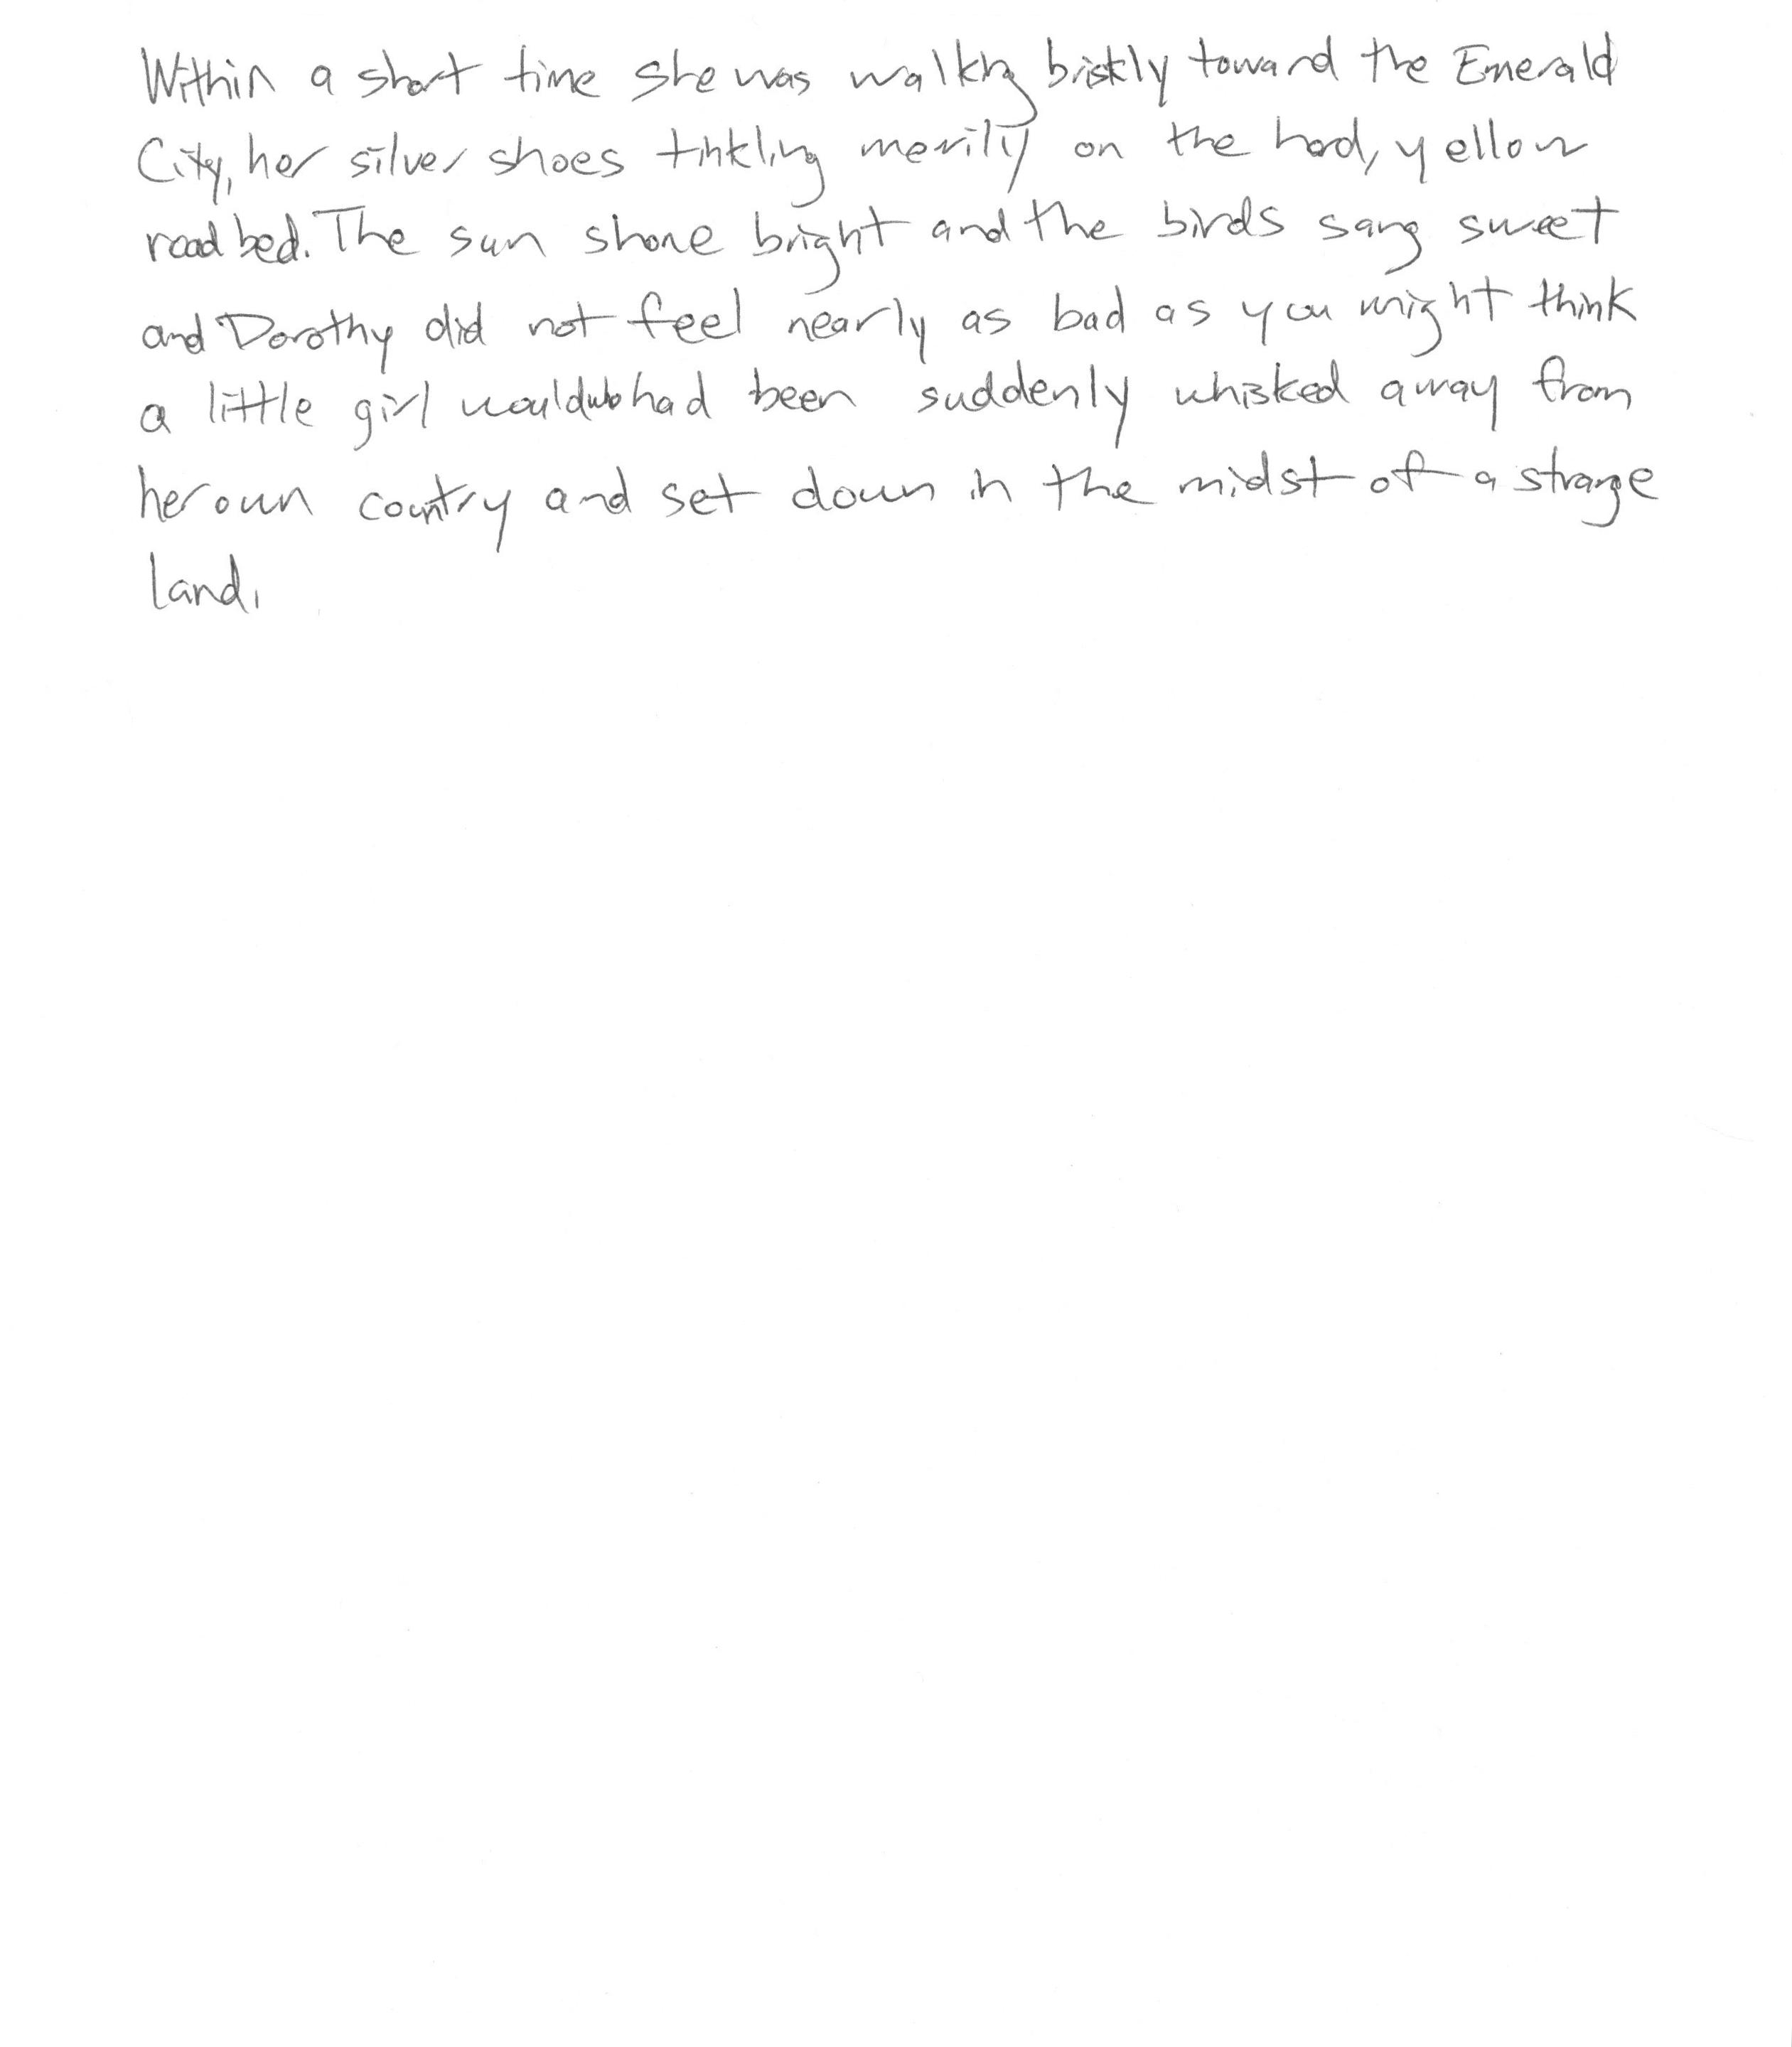 Within a short time she was walking briskly toward the Emerald
City, her silver shoes tinkling merrily on the hard, yellow
road bed. The sun shone bright and the birds sang sweet
and Dorothy did not feel nearly as bad as you might think
a little girl would who had been suddenly whisked away from
her own country and set down in the midst of a strange
land.